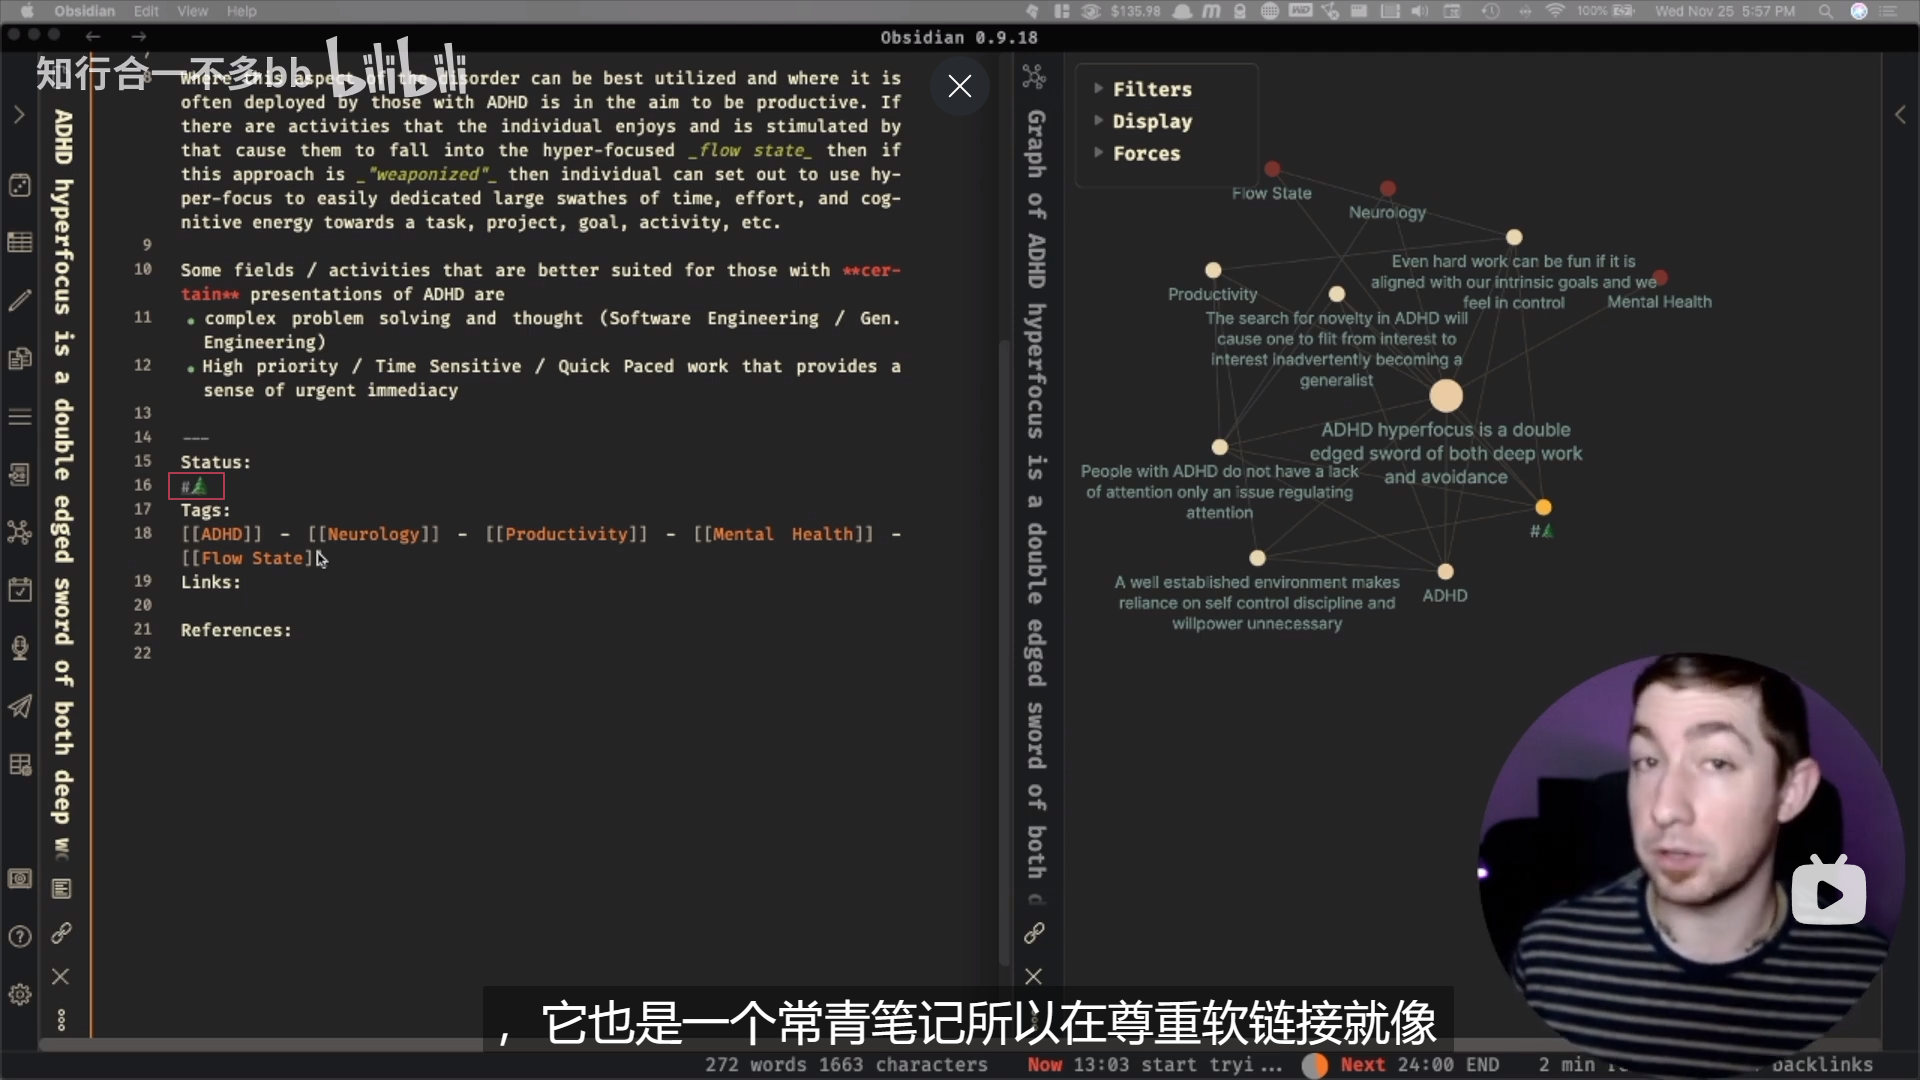 Obsidian Edit View Help
$135.98
100%
Wed Nov 25 5:57 PM
Obsidian 0.9.18
知行合一不多bb bilibili
ADHD hyperfocus is a double edged sword of both deep
8 Where this aspect of the disorder can be best utilized and where it is
often deployed by those with ADHD is in the aim to be productive. If
there are activities that the individual enjoys and is stimulated by
that cause them to fall into the hyper-focused _flow state_ then if
this approach is _"weaponized"_ then individual can set out to use hy-
per-focus to easily dedicated large swathes of time, effort, and cog-
nitive energy towards a task, project, goal, activity, etc.
9
10 Some fields / activities that are better suited for those with **cer-
tain** presentations of ADHD are
11 • complex problem solving and thought (Software Engineering / Gen.
Engineering)
12 • High priority / Time Sensitive / Quick Paced work that provides a
sense of urgent immediacy
13
14 ---
15 Status:
16 #🌲
17 Tags:
18 [[ADHD]] - [[Neurology]] - [[Productivity]] - [[Mental Health]] -
[[Flow State]]
19 Links:
20
21 References:
22
Graph of ADHD hyperfocus is a double edged sword of both d
Filters
Display
Forces
Flow State
Neurology
Even hard work can be fun if it is
aligned with our intrinsic goals and we
feel in control
Mental Health
Productivity
The search for novelty in ADHD will
cause one to flit from interest to
interest inadvertently becoming a
generalist
ADHD hyperfocus is a double
edged sword of both deep work
and avoidance
People with ADHD do not have a lack
of attention only an issue regulating
attention
#🌲
A well established environment makes
reliance on self control discipline and
willpower unnecessary
ADHD
，它也是一个常青笔记所以在尊重软链接就像
272 words 1663 characters
Now 13:03 start tryi...
Next 24:00 END
2 min
backlinks